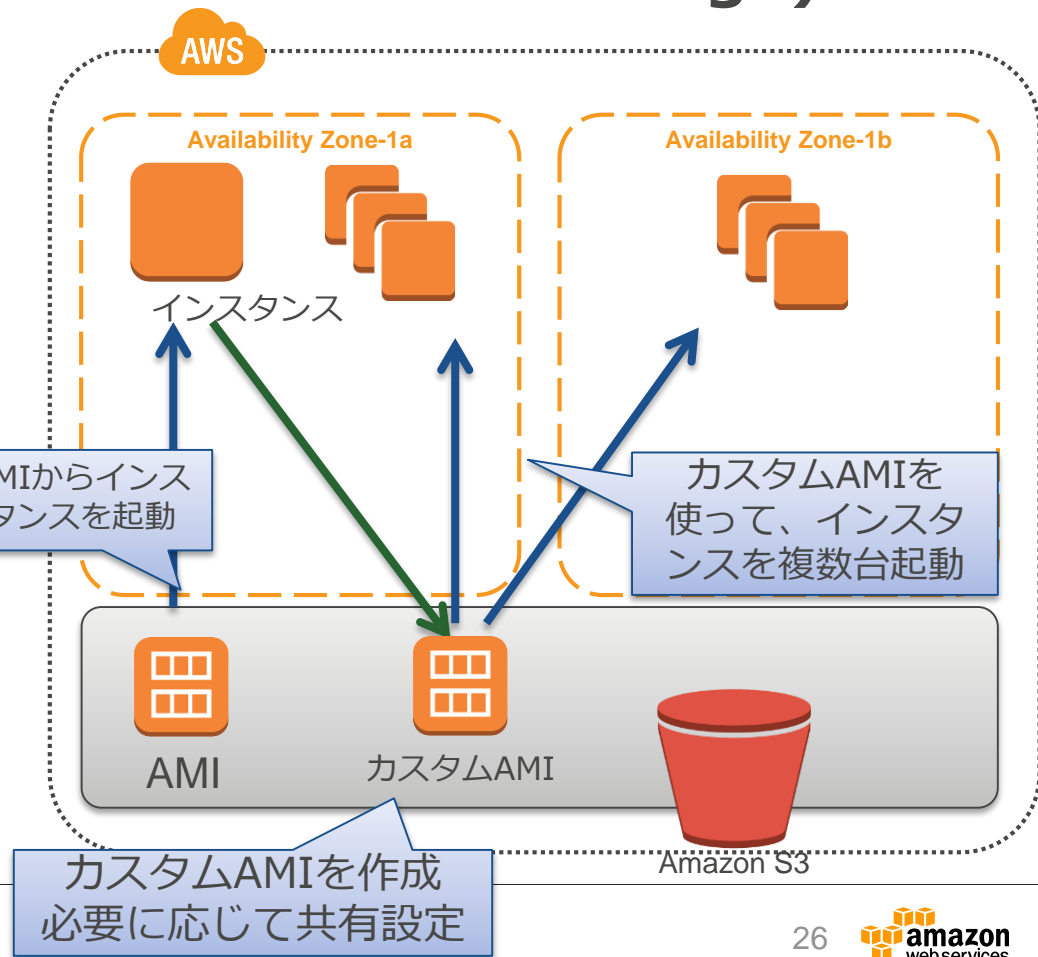 AWS
Availability Zone-1a
Availability Zone-1b
インスタンス
MIからインス
タンスを起動
カスタムAMIを
使って、インスタ
ンスを複数台起動
AMI
カスタムAMI
Amazon S3
カスタムAMIを作成
必要に応じて共有設定
26
amazon
webservices